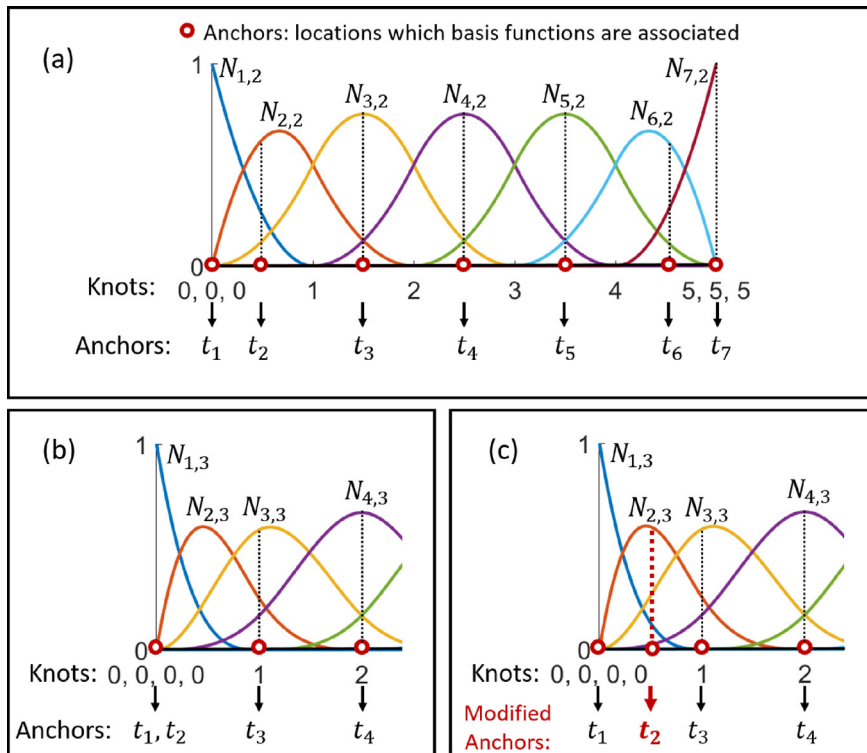 Anchors: locations which basis functions are associated
(a)
1
N₁,₂
N₂,₂
N₃,₂
N₄,₂
N₅,₂
N₆,₂
N₇,₂
0
Knots: 0, 0, 0 1 2 3 4 5, 5, 5
Anchors: t₁ t₂ t₃ t₄ t₅ t₆ t₇
(b)
1
N₁,₃
N₂,₃
N₃,₃
N₄,₃
0
Knots: 0, 0, 0, 0 1 2
Anchors: t₁, t₂ t₃ t₄
(c)
1
N₁,₃
N₂,₃
N₃,₃
N₄,₃
0
Knots: 0, 0, 0, 0 1 2
Modified
Anchors: t₁ t₂ t₃ t₄